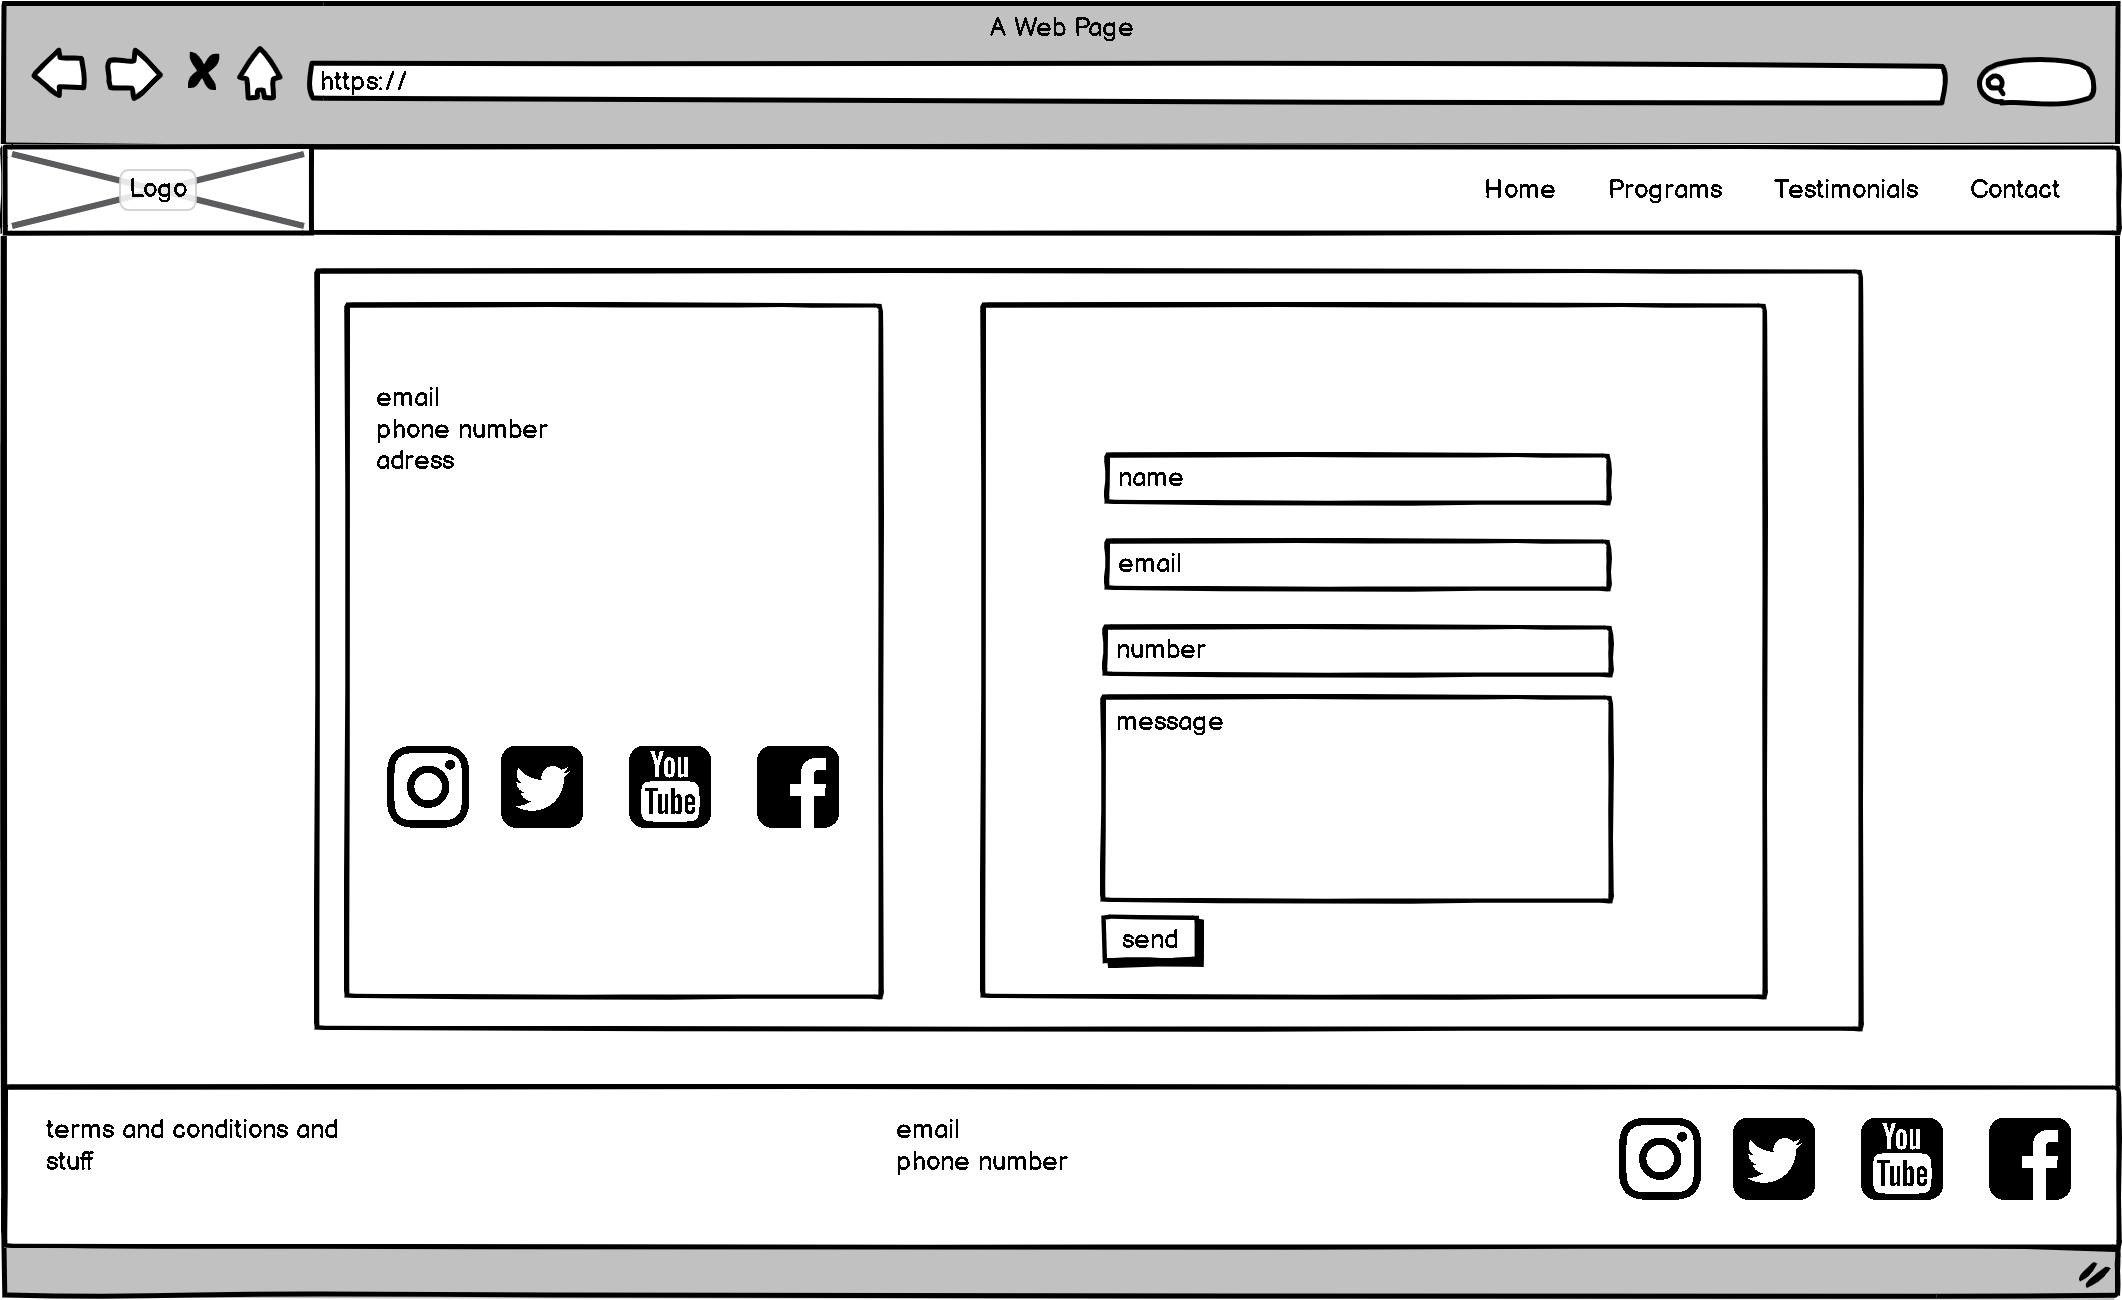 A Web Page
https://
Logo
Home Programs Testimonials Contact
email
phone number
adress
You
Tube
name
email
number
message
send
terms and conditions and
stuff
email
phone number
You
Tube